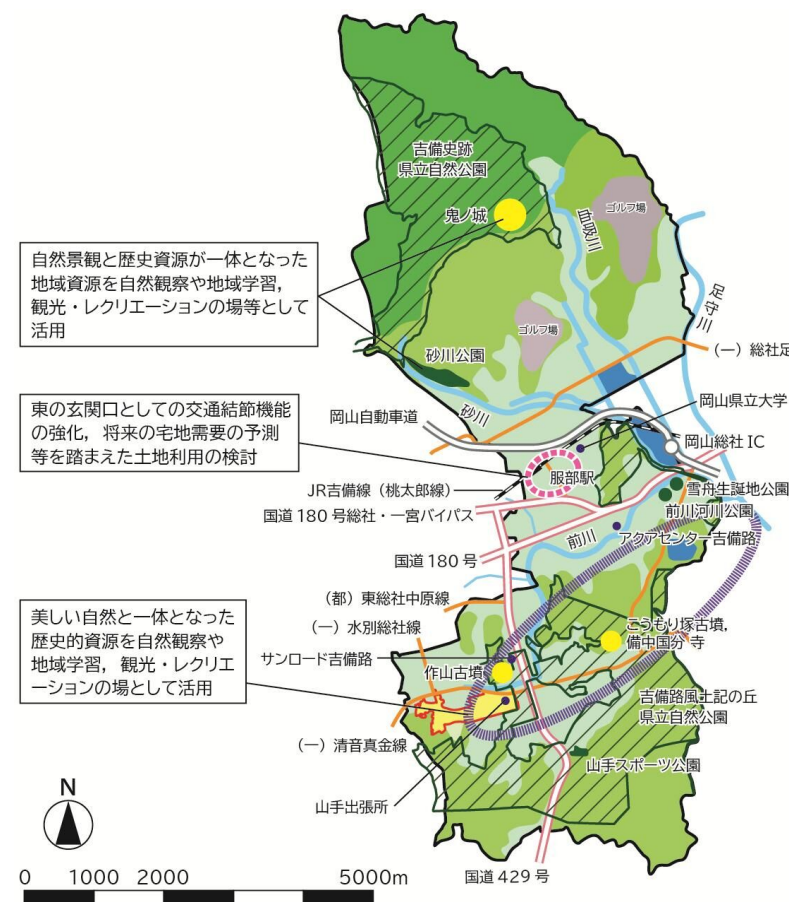 吉備史跡
県立自然公園
鬼ノ城
血吸川
ゴルフ場
足守川
自然景観と歴史資源が一体となった
地域資源を自然観察や地域学習，
観光・レクリエーションの場等として
活用
ゴルフ場
砂川公園
（一）総社足
東の玄関口としての交通結節機能
の強化，将来の宅地需要の予測
等を踏まえた土地利用の検討
岡山自動車道
砂川
岡山県立大学
岡山総社 IC
服部駅
JR吉備線（桃太郎線）
雪舟生誕地公園
国道 180 号総社・一宮バイパス
前川河川公園
前川
アクアセンター吉備路
国道 180 号
（都）東総社中原線
美しい自然と一体となった
歴史的資源を自然観察や
地域学習，観光・レクリエ
ーションの場として活用
（一）水別総社線
こうもり塚古墳，
備中国分 寺
サンロード吉備路
作山古墳
吉備路風土記の丘
県立自然公園
（一）清音真金線
山手スポーツ公園
山手出張所
N
0 1000 2000 5000m
国道 429 号